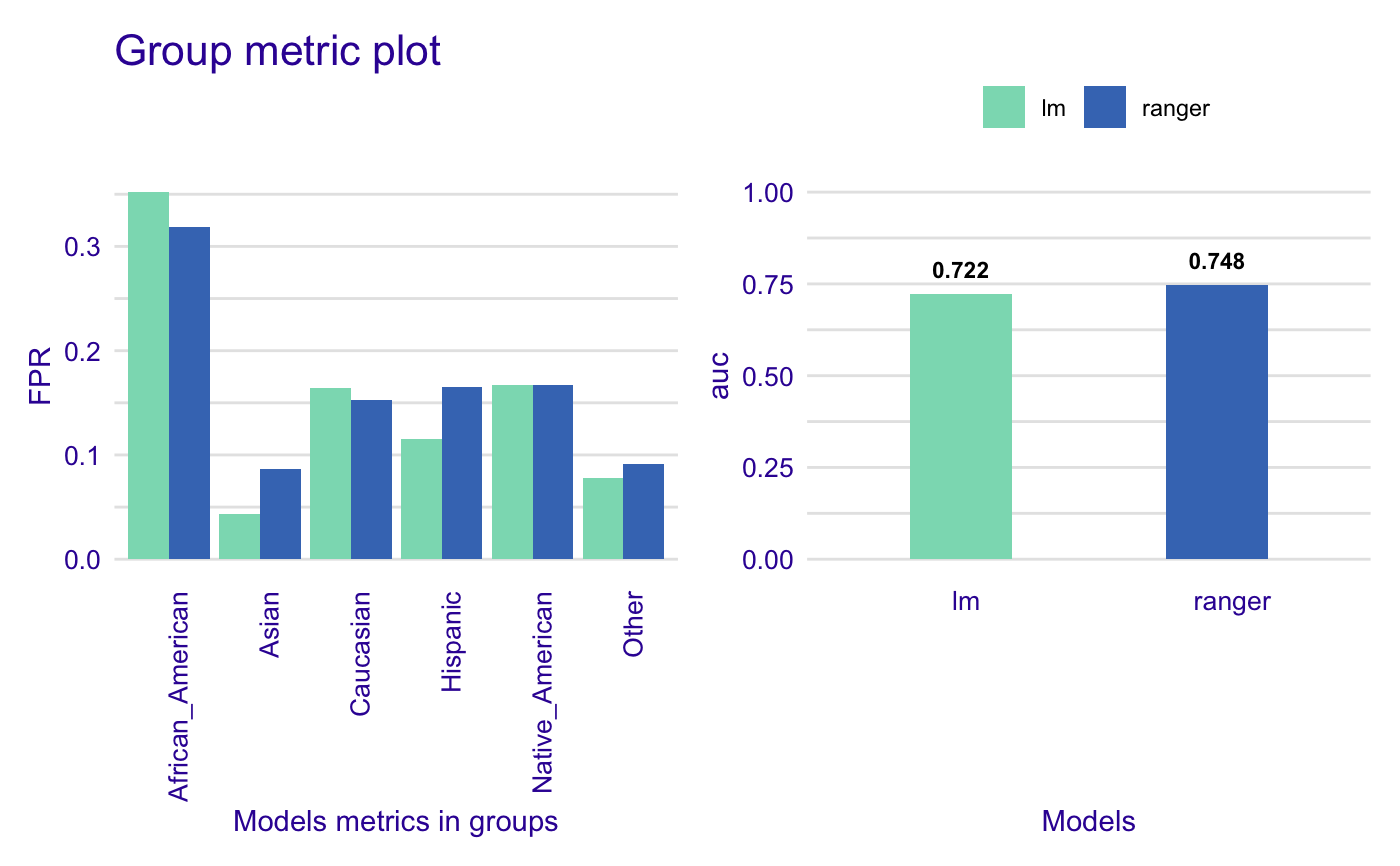 Group metric plot
lm
ranger
FPR
0.3
0.2
0.1
0.0
African_American
Asian
Caucasian
Hispanic
Native_American
Other
Models metrics in groups
auc
1.00
0.75
0.50
0.25
0.00
0.722
0.748
lm
ranger
Models